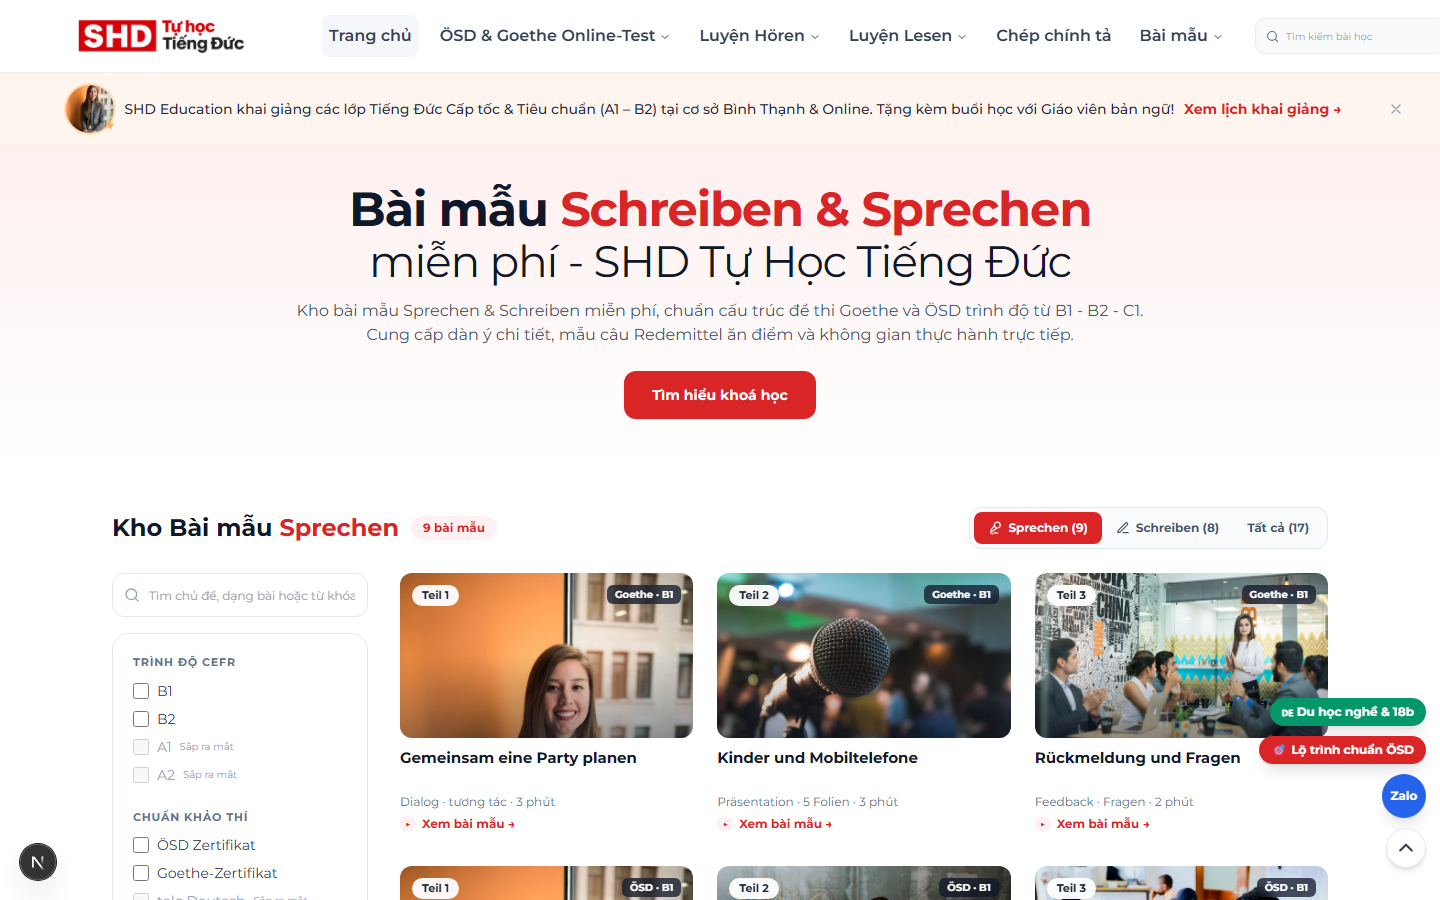 SHD Tự học Tiếng Đức
Trang chủ
ÖSD & Goethe Online-Test
Luyện Hören
Luyện Lesen
Chép chính tả
Bài mẫu
Tìm kiếm bài học
SHD Education khai giảng các lớp Tiếng Đức Cấp tốc & Tiêu chuẩn (A1 – B2) tại cơ sở Bình Thạnh & Online. Tặng kèm buổi học với Giáo viên bản ngữ! Xem lịch khai giảng →
Bài mẫu Schreiben & Sprechen
miễn phí - SHD Tự Học Tiếng Đức
Kho bài mẫu Sprechen & Schreiben miễn phí, chuẩn cấu trúc đề thi Goethe và ÖSD trình độ từ B1 - B2 - C1.
Cung cấp dàn ý chi tiết, mẫu câu Redemittel ăn điểm và không gian thực hành trực tiếp.
Tìm hiểu khoá học
Kho Bài mẫu Sprechen
9 bài mẫu
Sprechen (9)
Schreiben (8)
Tất cả (17)
Tìm chủ đề, dạng bài hoặc từ khóa
TRÌNH ĐỘ CEFR
B1
B2
A1 Sắp ra mắt
A2 Sắp ra mắt
CHUẨN KHẢO THÍ
ÖSD Zertifikat
Goethe-Zertifikat
telc Deutsch Sắp ra mắt
Teil 1
Goethe · B1
Gemeinsam eine Party planen
Dialog · tương tác · 3 phút
Xem bài mẫu →
Teil 2
Goethe · B1
Kinder und Mobiltelefone
Präsentation · 5 Folien · 3 phút
Xem bài mẫu →
Teil 3
Goethe · B1
CHINA
Rückmeldung und Fragen
Feedback · Fragen · 2 phút
Xem bài mẫu →
Teil 1
ÖSD · B1
Teil 2
ÖSD · B1
Teil 3
ÖSD · B1
DE Du học nghề & 18b
Lộ trình chuẩn ÖSD
Zalo
N